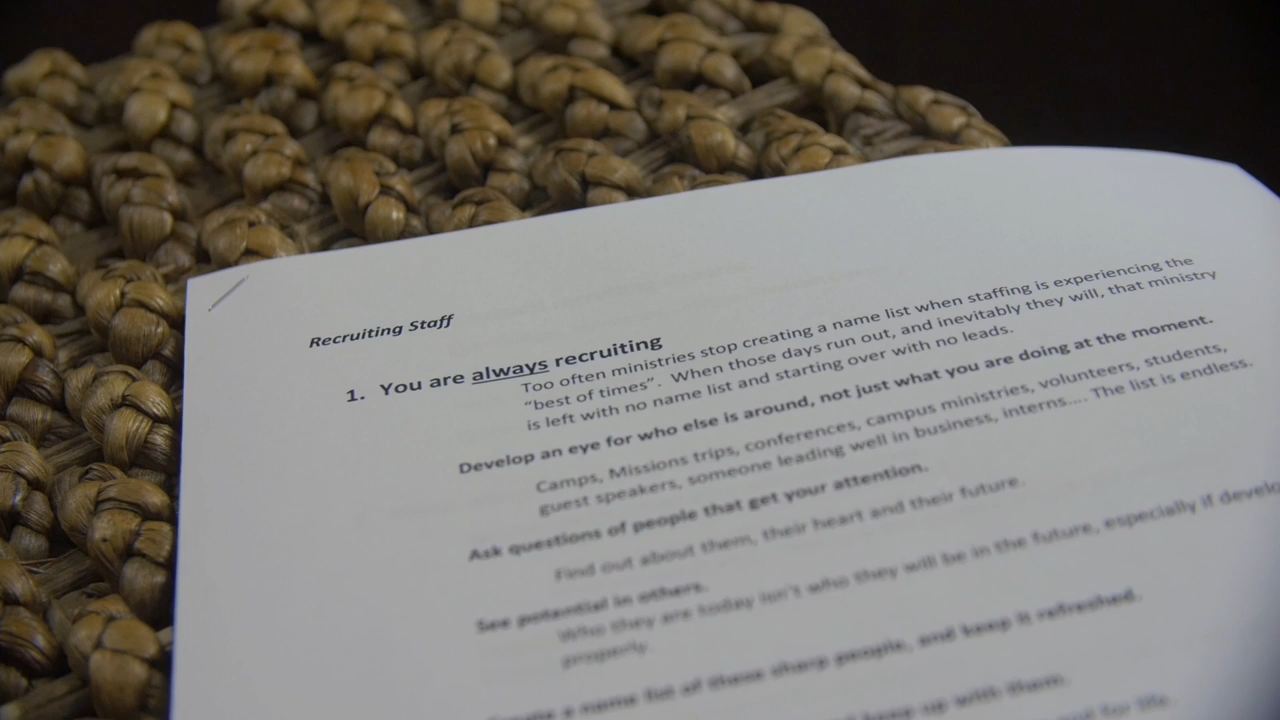 Recruiting Staff
1. You are always recruiting
Too often ministries stop creating a name list when staffing is experiencing the
"best of times". When those days run out, and inevitably they will, that ministry
is left with no name list and starting over with no leads.
Develop an eye for who else is around, not just what you are doing at the moment.
Camps, Missions trips, conferences, campus ministries, volunteers, students,
guest speakers, someone leading well in business, interns.... The list is endless.
Ask questions of people that get your attention.
Find out about them, their heart and their future.
See potential in others.
Who they are today isn't who they will be in the future, especially if
properly.
a name list of these sharp people, and keep it refreshed.
keep up with them.
for life.